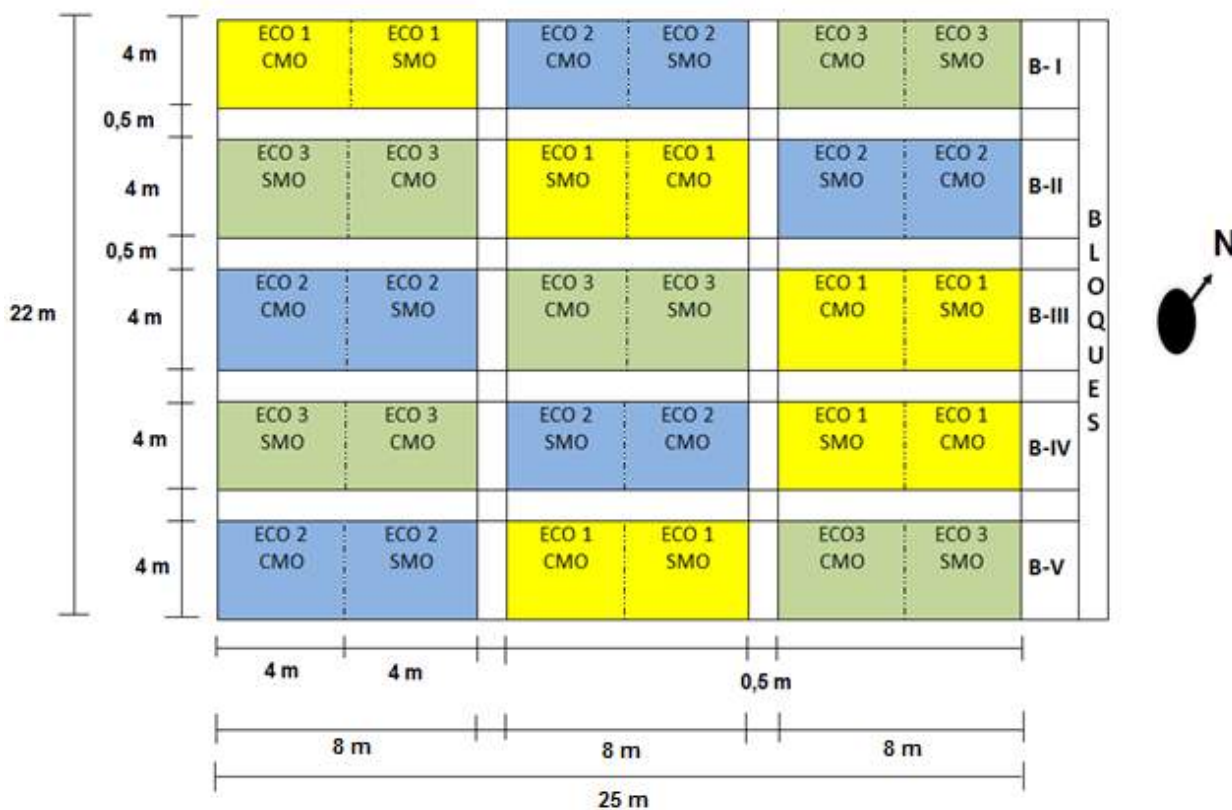 4 m
ECO 1 ECO 1 ECO 2 ECO 2 ECO 3 ECO 3
CMO SMO CMO SMO CMO SMO
B- I
0,5 m
4 m
ECO 3 ECO 3 ECO 1 ECO 1 ECO 2 ECO 2
SMO CMO SMO CMO SMO CMO
B-II
0,5 m
22 m
4 m
ECO 2 ECO 2 ECO 3 ECO 3 ECO 1 ECO 1
CMO SMO CMO SMO CMO SMO
B-III
4 m
ECO 3 ECO 3 ECO 2 ECO 2 ECO 1 ECO 1
SMO CMO SMO CMO SMO CMO
B-IV
4 m
ECO 2 ECO 2 ECO 1 ECO 1 ECO3 ECO 3
CMO SMO CMO SMO CMO SMO
B-V
B
L
O
Q
U
E
S
N
4 m 4 m
0,5 m
8 m 8 m 8 m
25 m